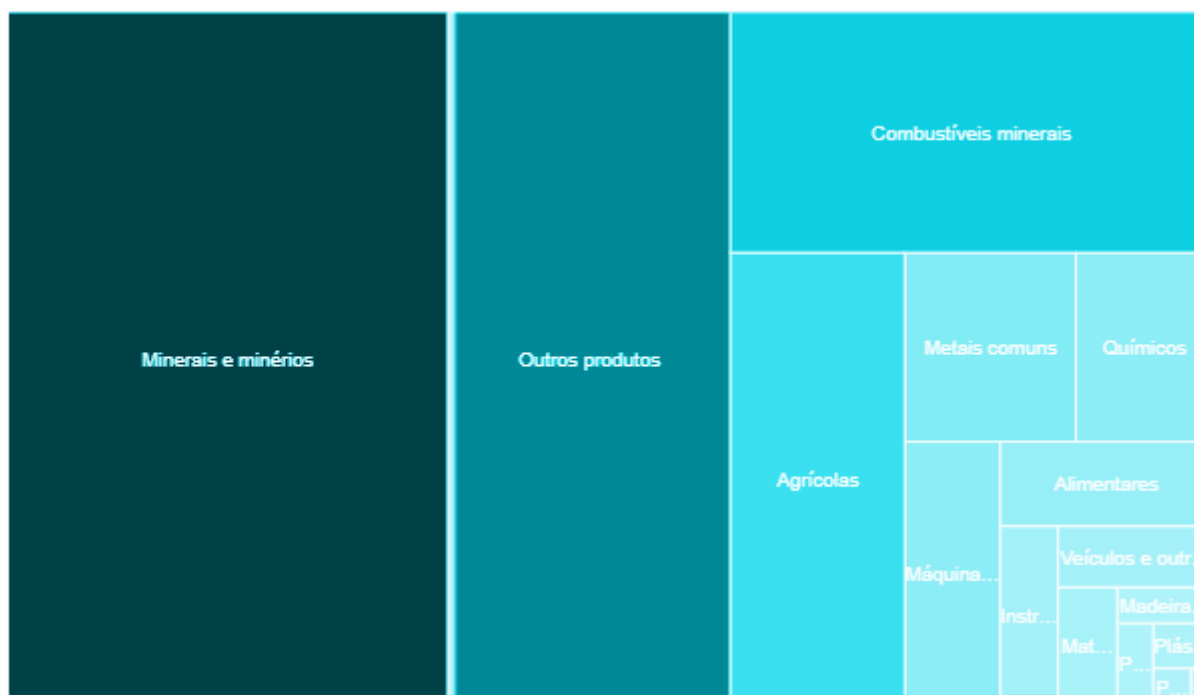 Minerais e minérios
Outros produtos
Combustíveis minerais
Agrícolas
Metais comuns
Químicos
Máquina...
Alimentares
Instr...
Veículos e outr...
Mat...
Madeira...
P...
Plás...
P...